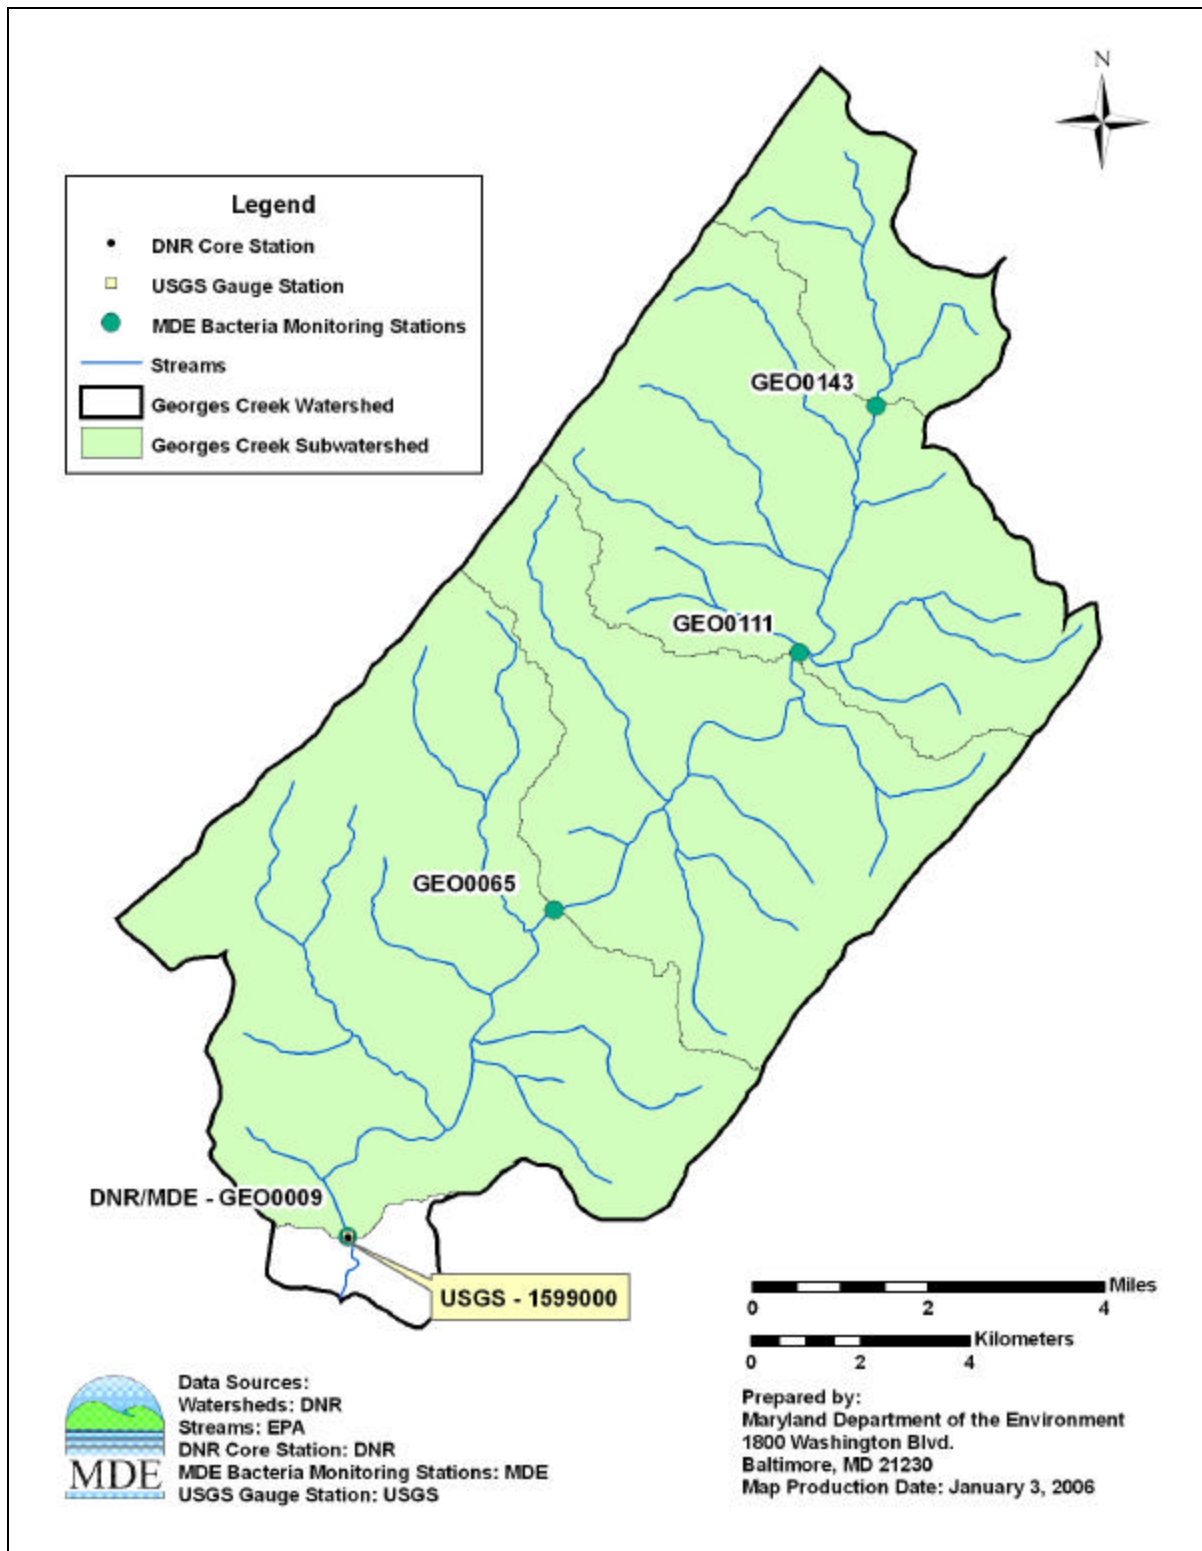 N
Legend
DNR Core Station
USGS Gauge Station
MDE Bacteria Monitoring Stations
Streams
Georges Creek Watershed
Georges Creek Subwatershed
GEO0143
GEO0111
GEO0065
DNR/MDE - GEO0009
USGS - 1599000
Miles
0 2 4
Kilometers
0 2 4
Data Sources:
Watersheds: DNR
Streams: EPA
DNR Core Station: DNR
MDE Bacteria Monitoring Stations: MDE
USGS Gauge Station: USGS
MDE
Prepared by:
Maryland Department of the Environment
1800 Washington Blvd.
Baltimore, MD 21230
Map Production Date: January 3, 2006